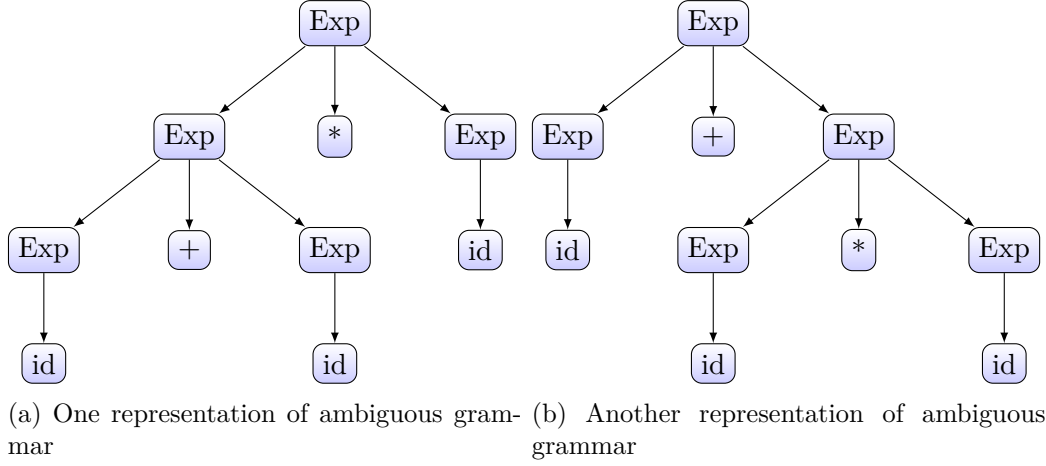 Exp
Exp
*
Exp
Exp
+
Exp
id
id
id
(a) One representation of ambiguous gram-
mar
Exp
Exp
+
Exp
id
Exp
*
Exp
id
id
(b) Another representation of ambiguous
grammar